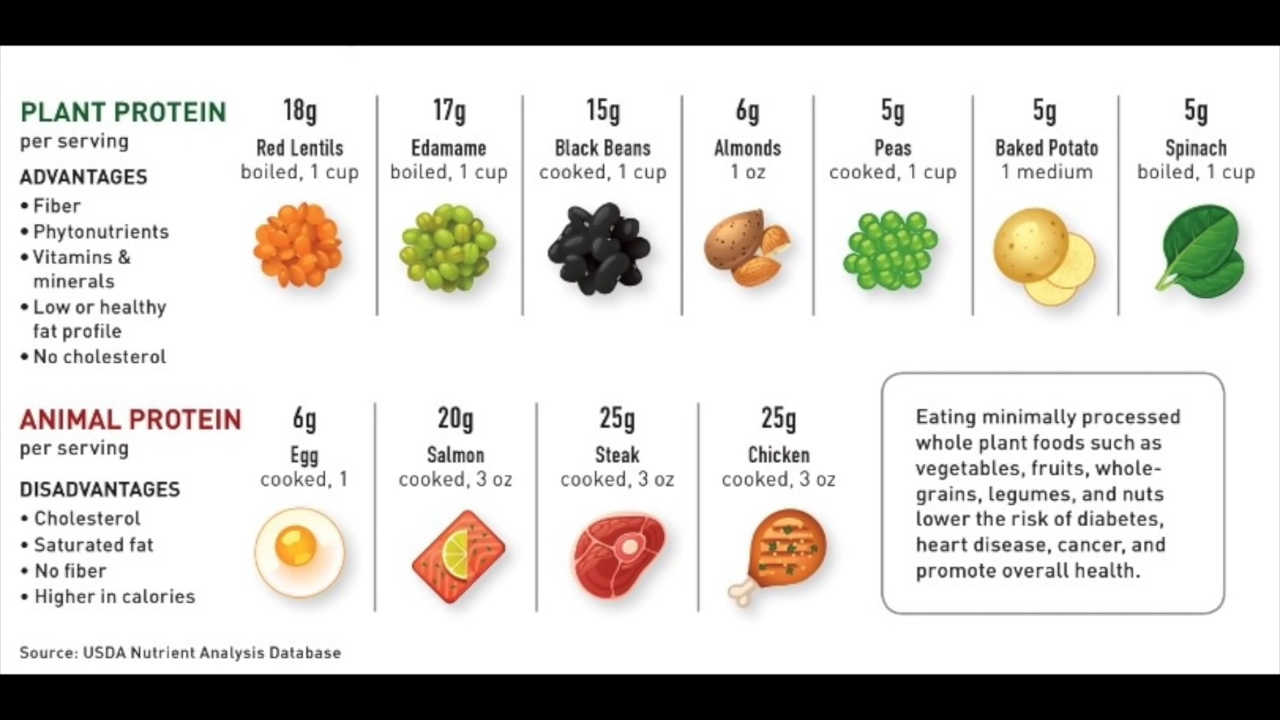 PLANT PROTEIN
per serving
ADVANTAGES
• Fiber
• Phytonutrients
• Vitamins &
minerals
• Low or healthy
fat profile
• No cholesterol
18g
Red Lentils
boiled, 1 cup
17g
Edamame
boiled, 1 cup
15g
Black Beans
cooked, 1 cup
6g
Almonds
1 oz
5g
Peas
cooked, 1 cup
5g
Baked Potato
1 medium
5g
Spinach
boiled, 1 cup
ANIMAL PROTEIN
per serving
DISADVANTAGES
• Cholesterol
• Saturated fat
• No fiber
• Higher in calories
6g
Egg
cooked, 1
20g
Salmon
cooked, 3 oz
25g
Steak
cooked, 3 oz
25g
Chicken
cooked, 3 oz
Eating minimally processed
whole plant foods such as
vegetables, fruits, whole-
grains, legumes, and nuts
lower the risk of diabetes,
heart disease, cancer, and
promote overall health.
Source: USDA Nutrient Analysis Database